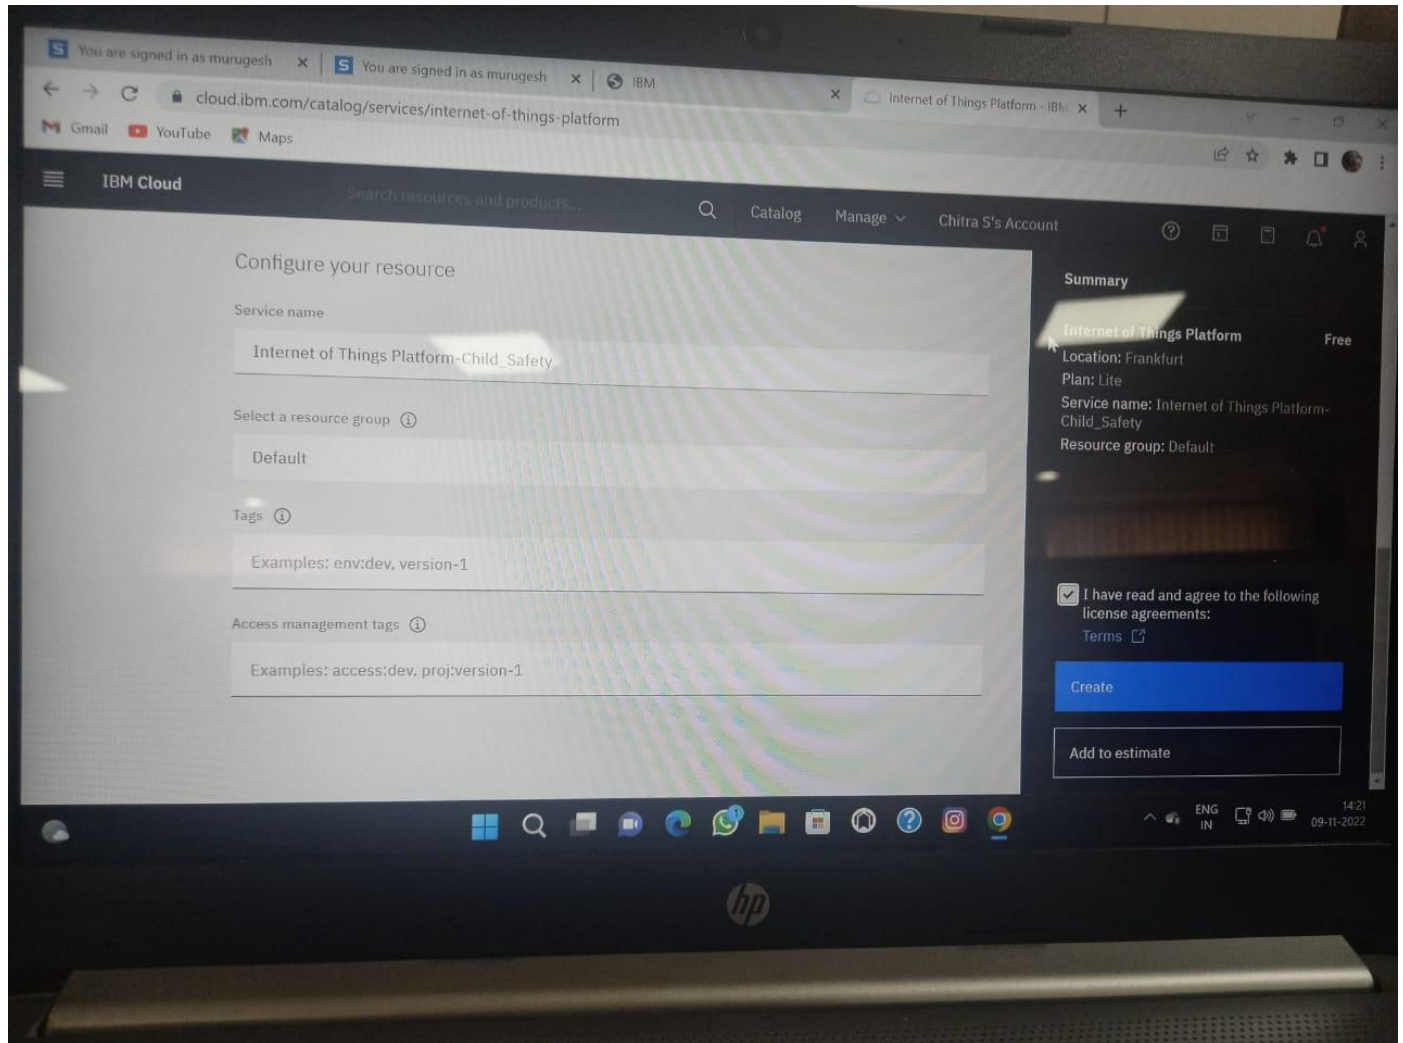 You are signed in as murugesh
You are signed in as murugesh
IBM
Internet of Things Platform - IBM
cloud.ibm.com/catalog/services/internet-of-things-platform
Gmail YouTube Maps
IBM Cloud
Search resources and products...
Catalog
Manage
Chitra S's Account
Configure your resource
Service name
Internet of Things Platform-Child_Safety
Select a resource group
Default
Tags
Examples: env:dev, version-1
Access management tags
Examples: access:dev, proj:version-1
Summary
Internet of Things Platform Free
Location: Frankfurt
Plan: Lite
Service name: Internet of Things Platform-
Child_Safety
Resource group: Default
I have read and agree to the following
license agreements:
Terms
Create
Add to estimate
ENG
IN
14:21
09-11-2022
hp